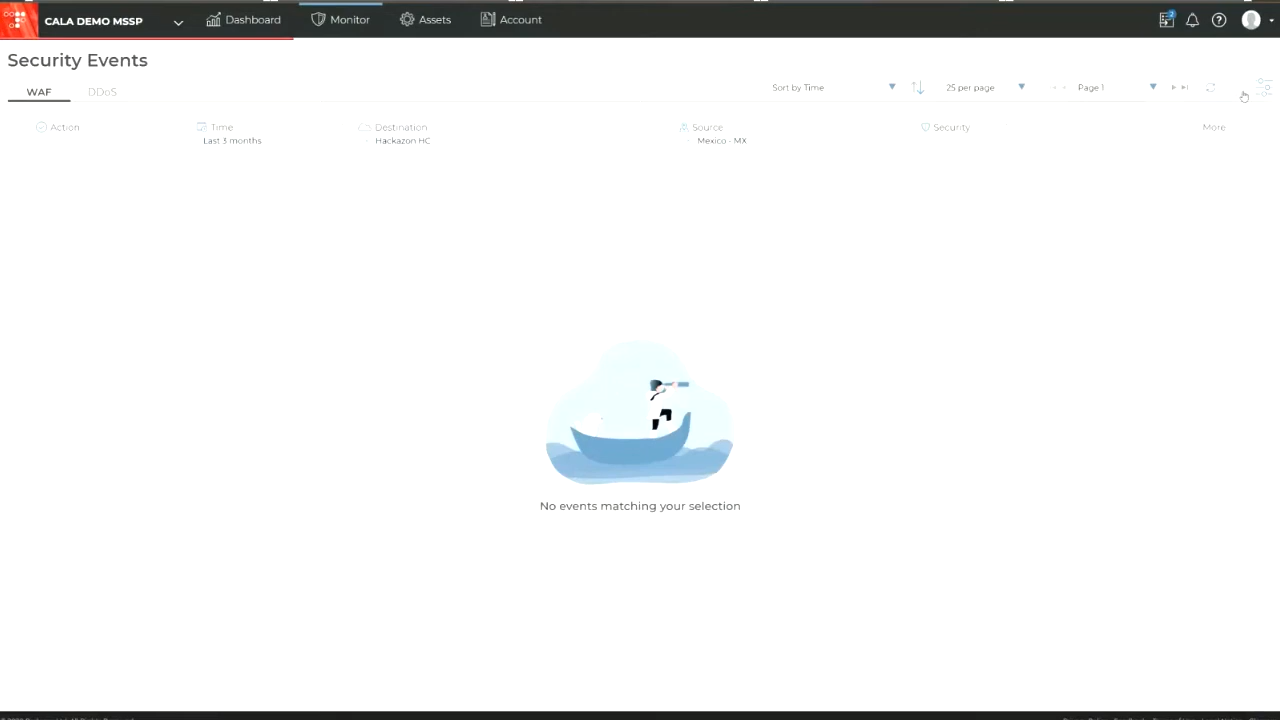 CALA DEMO MSSP Dashboard Monitor Assets Account 2
Security Events
WAF DDoS Sort by Time 25 per page Page 1
Action Time Destination Source Security More
Last 3 months Hackazon HC Mexico - MX
No events matching your selection